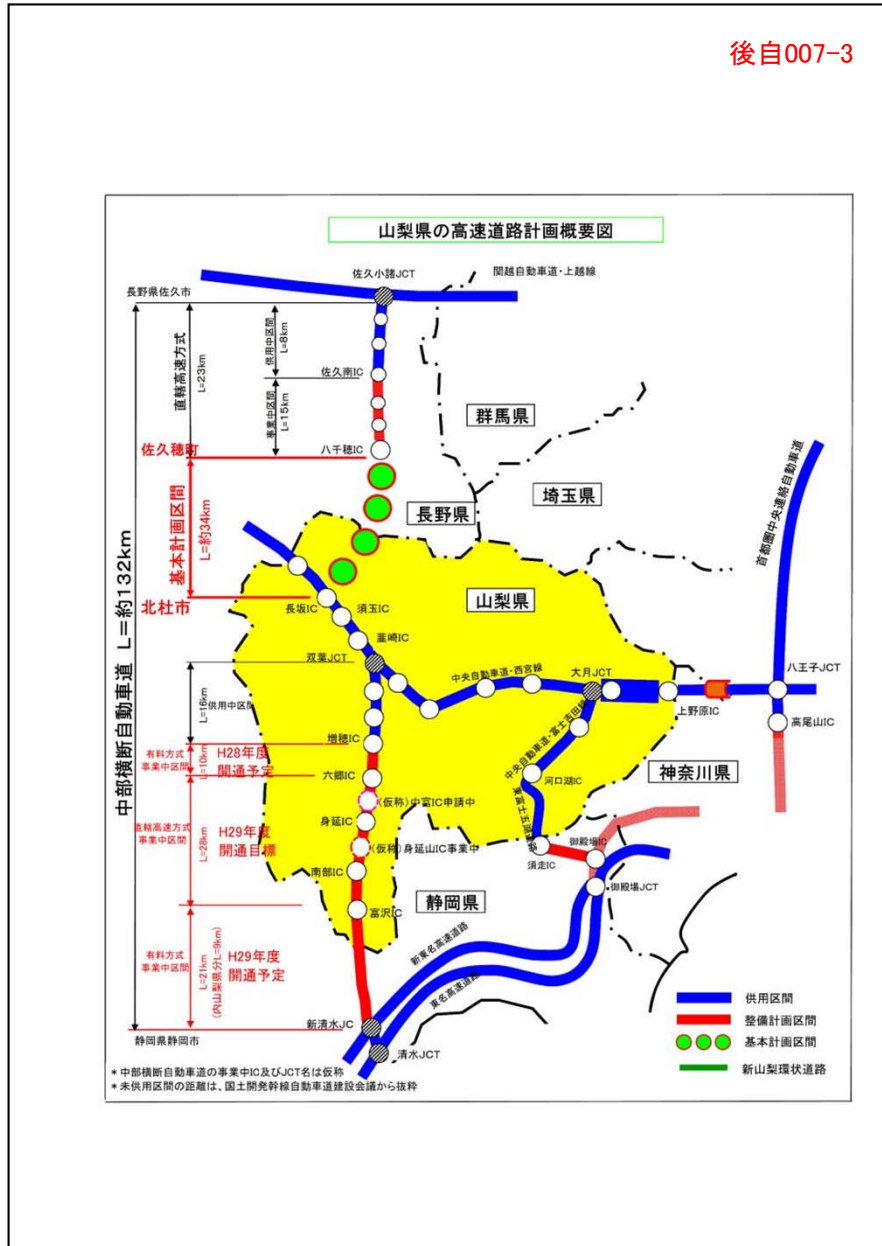 後自007-3
山梨県の高速道路計画概要図
佐久小諸JCT
関越自動車道・上越線
長野県佐久市
供用中区間
L=8km
直轄高速方式
L=23km
佐久南IC
事業中区間
L=15km
群馬県
佐久穂町
八千穂IC
埼玉県
長野県
首都圏中央連絡自動車道
基本計画区間
L=約34km
中部横断自動車道 L=約132km
山梨県
北杜市
長坂IC
須玉IC
韮崎IC
双葉JCT
中央自動車道・西宮線
大月JCT
八王子JCT
上野原IC
高尾山IC
L=16km
供用中区間
増穂IC
中央自動車道・富士吉田線
有料方式
事業中区間
L=10km
H28年度
開通予定
六郷IC
河口湖IC
神奈川県
(仮称)中富IC申請中
東富士五湖道路
身延IC
直轄高速方式
事業中区間
L=28km
H29年度
開通目標
(仮称)身延山IC事業中
御殿場IC
須走IC
南部IC
御殿場JCT
静岡県
富沢IC
新東名高速道路
東名高速道路
有料方式
事業中区間
L=21km
(内山梨県分L=9km)
H29年度
開通予定
新清水JC
静岡県静岡市
清水JCT
供用区間
整備計画区間
基本計画区間
新山梨環状道路
*中部横断自動車道の事業中IC及びJCT名は仮称
*未供用区間の距離は、国土開発幹線自動車道建設会議から抜粋